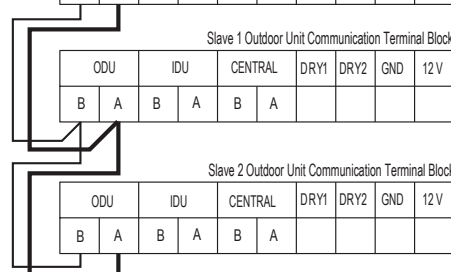 Slave 1 Outdoor Unit Communication Terminal Block
ODU IDU CENTRAL DRY1 DRY2 GND 12 V
B A B A B A
Slave 2 Outdoor Unit Communication Terminal Block
ODU IDU CENTRAL DRY1 DRY2 GND 12 V
B A B A B A